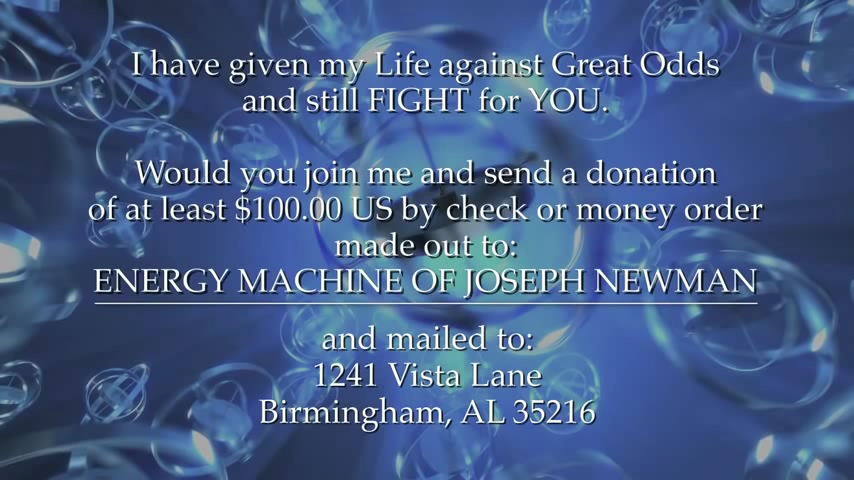 I have given my Life against Great Odds
and still FIGHT for YOU.
Would you join me and send a donation
of at least $100.00 US by check or money order
made out to:
ENERGY MACHINE OF JOSEPH NEWMAN
and mailed to:
1241 Vista Lane
Birmingham, AL 35216